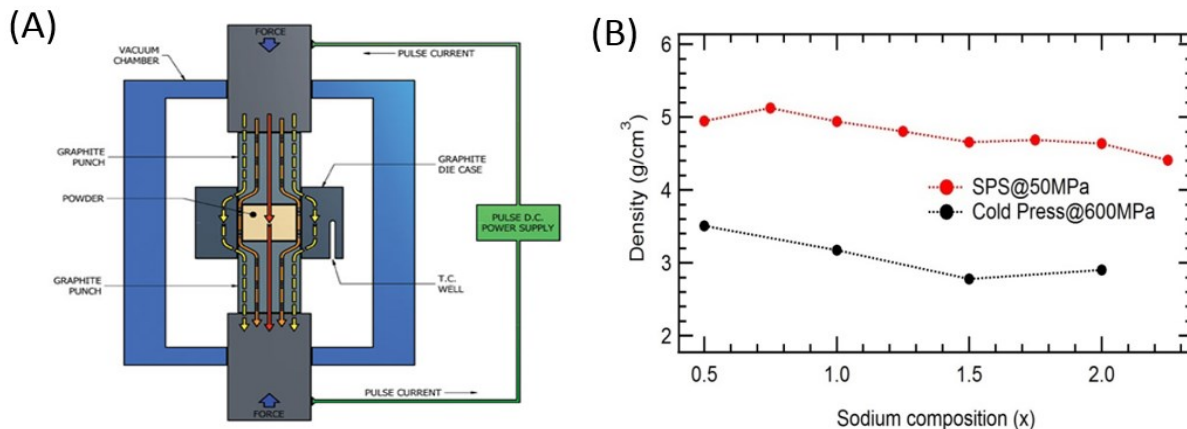 (A)
FORCE
VACUUM
CHAMBER
PULSE CURRENT
GRAPHITE
PUNCH
GRAPHITE
DIE CASE
POWDER
PULSE D.C.
POWER SUPPLY
GRAPHITE
PUNCH
T.C.
WELL
PULSE CURRENT
FORCE
(B)
6
5
4
3
2
Density (g/cm³)
SPS@50MPa
Cold Press@600MPa
0.5 1.0 1.5 2.0
Sodium composition (x)